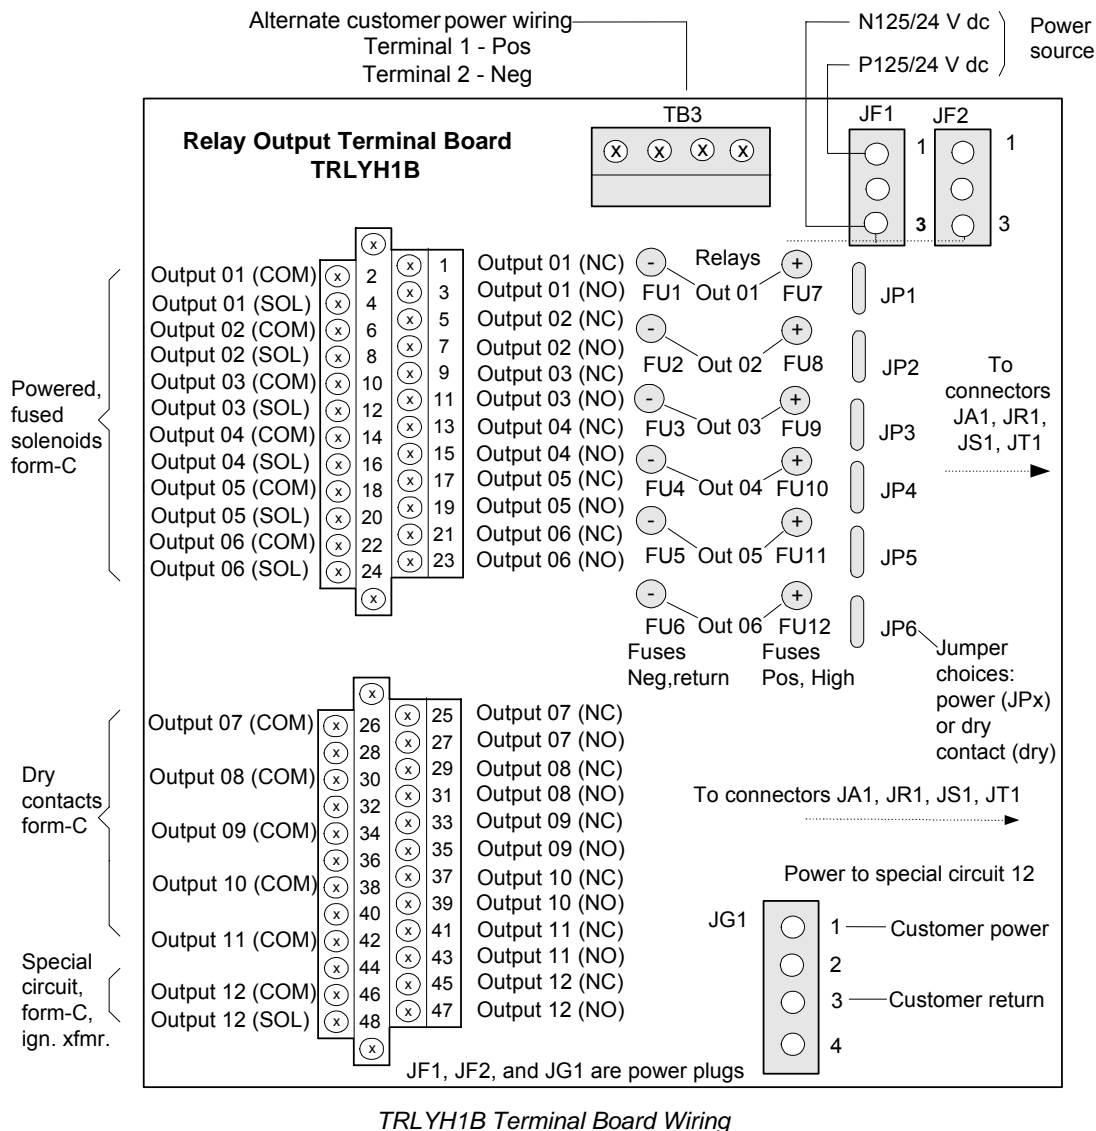 Alternate customer power wiring
Terminal 1 - Pos
Terminal 2 - Neg
N125/24 V dc
P125/24 V dc
Power
source
Relay Output Terminal Board
TRLYH1B
TB3
x x x x
JF1
1
3
JF2
1
3
Powered,
fused
solenoids
form-C
x
Output 01 (COM) x 2
x 1 Output 01 (NC)
Output 01 (SOL) x 4
x 3 Output 01 (NO)
Output 02 (COM) x 6
x 5 Output 02 (NC)
Output 02 (SOL) x 8
x 7 Output 02 (NO)
Output 03 (COM) x 10
x 9 Output 03 (NC)
Output 03 (SOL) x 12
x 11 Output 03 (NO)
Output 04 (COM) x 14
x 13 Output 04 (NC)
Output 04 (SOL) x 16
x 15 Output 04 (NO)
Output 05 (COM) x 18
x 17 Output 05 (NC)
Output 05 (SOL) x 20
x 19 Output 05 (NO)
Output 06 (COM) x 22
x 21 Output 06 (NC)
Output 06 (SOL) x 24
x 23 Output 06 (NO)
x
Relays
- +
FU1 Out 01 FU7
JP1
- +
FU2 Out 02 FU8
JP2
- +
FU3 Out 03 FU9
JP3
- +
FU4 Out 04 FU10
JP4
- +
FU5 Out 05 FU11
JP5
- +
FU6 Out 06 FU12
JP6
Fuses
Neg,return
Fuses
Pos, High
To
connectors
JA1, JR1,
JS1, JT1
Jumper
choices:
power (JPx)
or dry
contact (dry)
Dry
contacts
form-C
Special
circuit,
form-C,
ign. xfmr.
x
Output 07 (COM) x 26
x 25 Output 07 (NC)
x 28
x 27 Output 07 (NO)
Output 08 (COM) x 30
x 29 Output 08 (NC)
x 32
x 31 Output 08 (NO)
Output 09 (COM) x 34
x 33 Output 09 (NC)
x 36
x 35 Output 09 (NO)
Output 10 (COM) x 38
x 37 Output 10 (NC)
x 40
x 39 Output 10 (NO)
Output 11 (COM) x 42
x 41 Output 11 (NC)
x 44
x 43 Output 11 (NO)
Output 12 (COM) x 46
x 45 Output 12 (NC)
Output 12 (SOL) x 48
x 47 Output 12 (NO)
x
To connectors JA1, JR1, JS1, JT1
Power to special circuit 12
JG1
1 Customer power
2
3 Customer return
4
JF1, JF2, and JG1 are power plugs
TRLYH1B Terminal Board Wiring